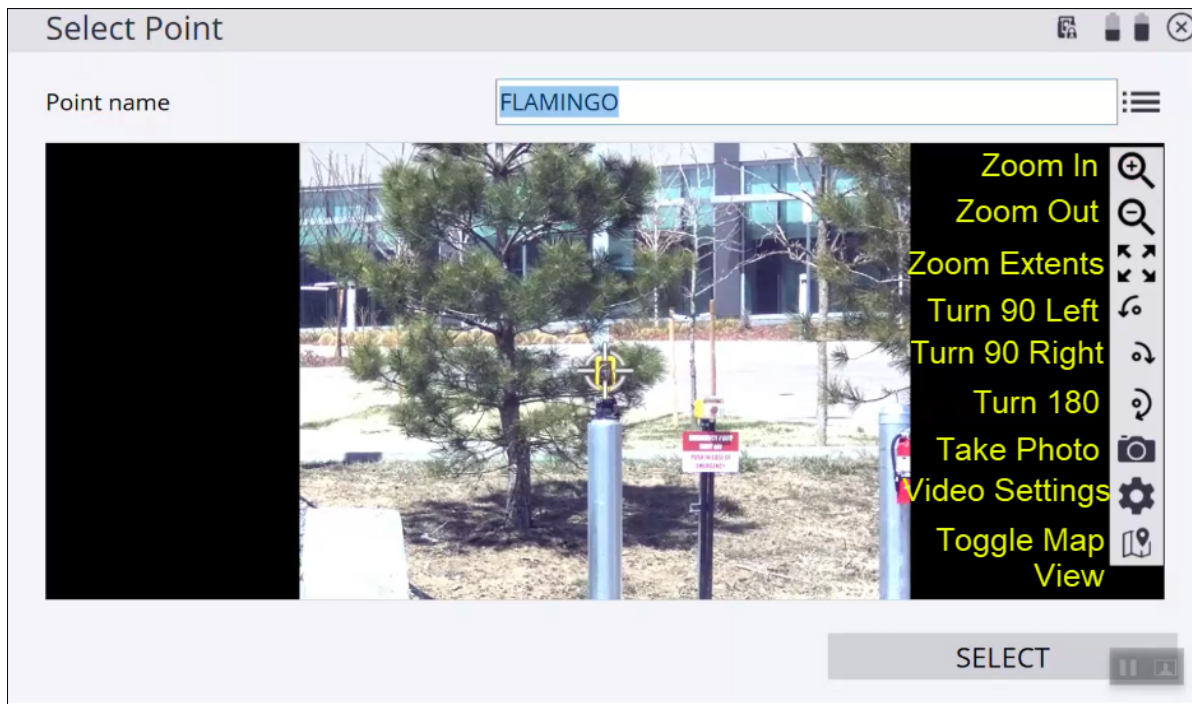 Select Point
Point name
FLAMINGO
Zoom In
Zoom Out
Zoom Extents
Turn 90 Left
Turn 90 Right
Turn 180
Take Photo
Video Settings
Toggle Map
View
EMERGENCY
SELECT